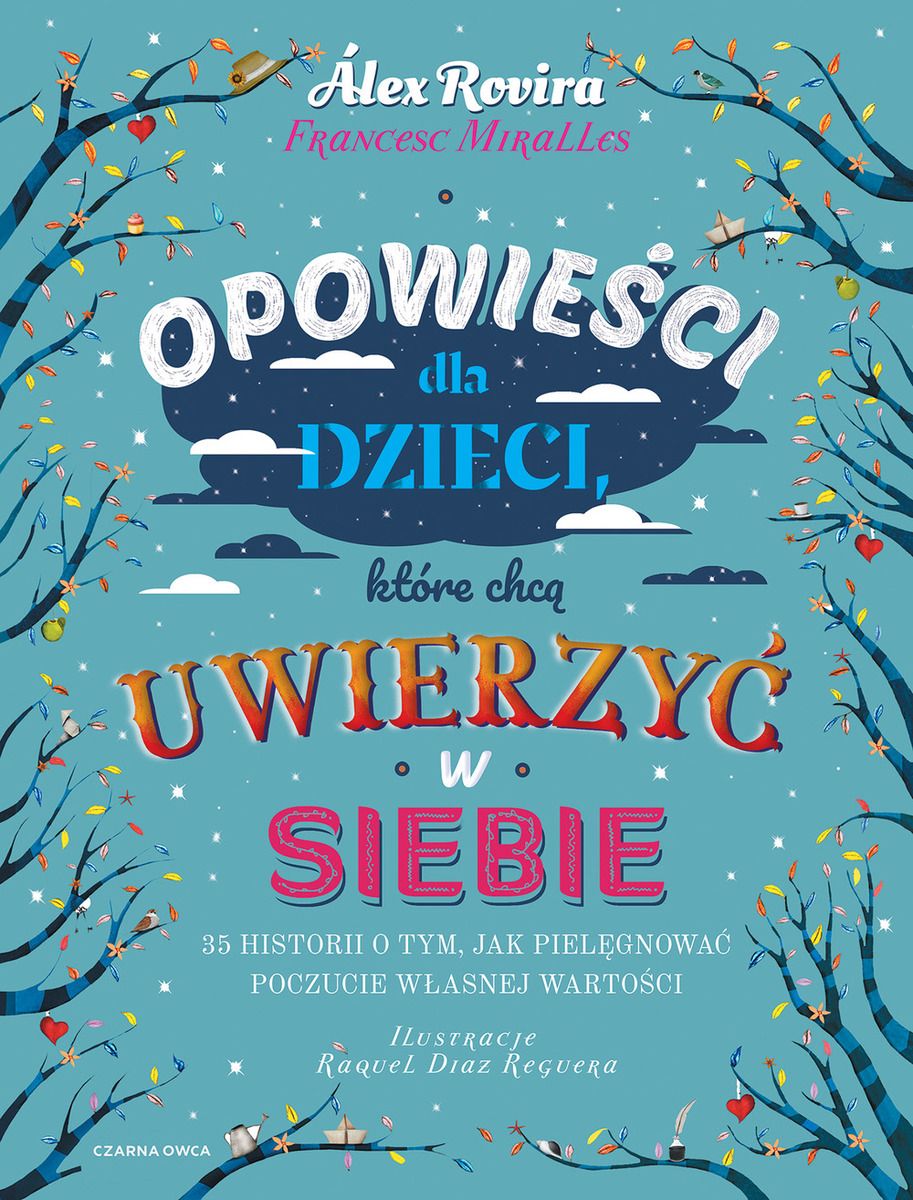 Álex Rovira
Francesc Miralles
OPOWIEŚCI
dla
DZIECI,
które chcą
UWIERZYĆ
w
SIEBIE
35 HISTORII O TYM, JAK PIELĘGNOWAĆ
POCZUCIE WŁASNEJ WARTOŚCI
Ilustracje
Raquel Diaz Reguera
CZARNA OWCA